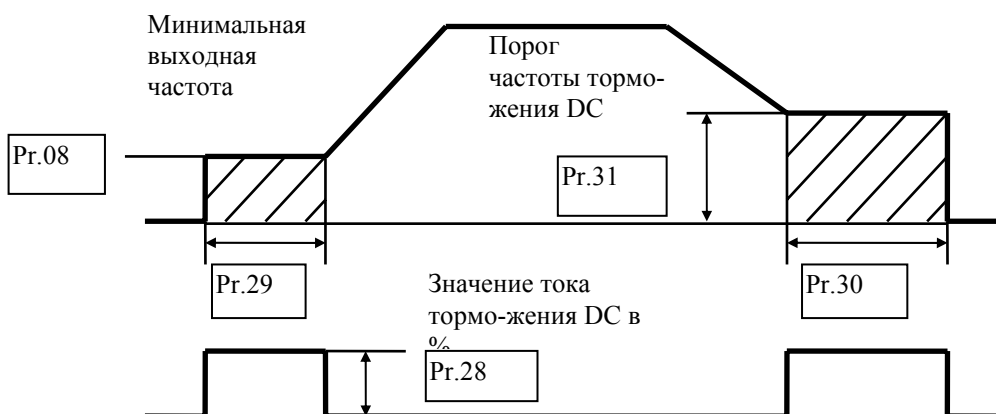 Минимальная
выходная
частота
Порог
частоты тормо-
жения DC
Pr.08
Pr.31
Pr.29
Значение тока
тормо-жения DC в
%
Pr.30
Pr.28